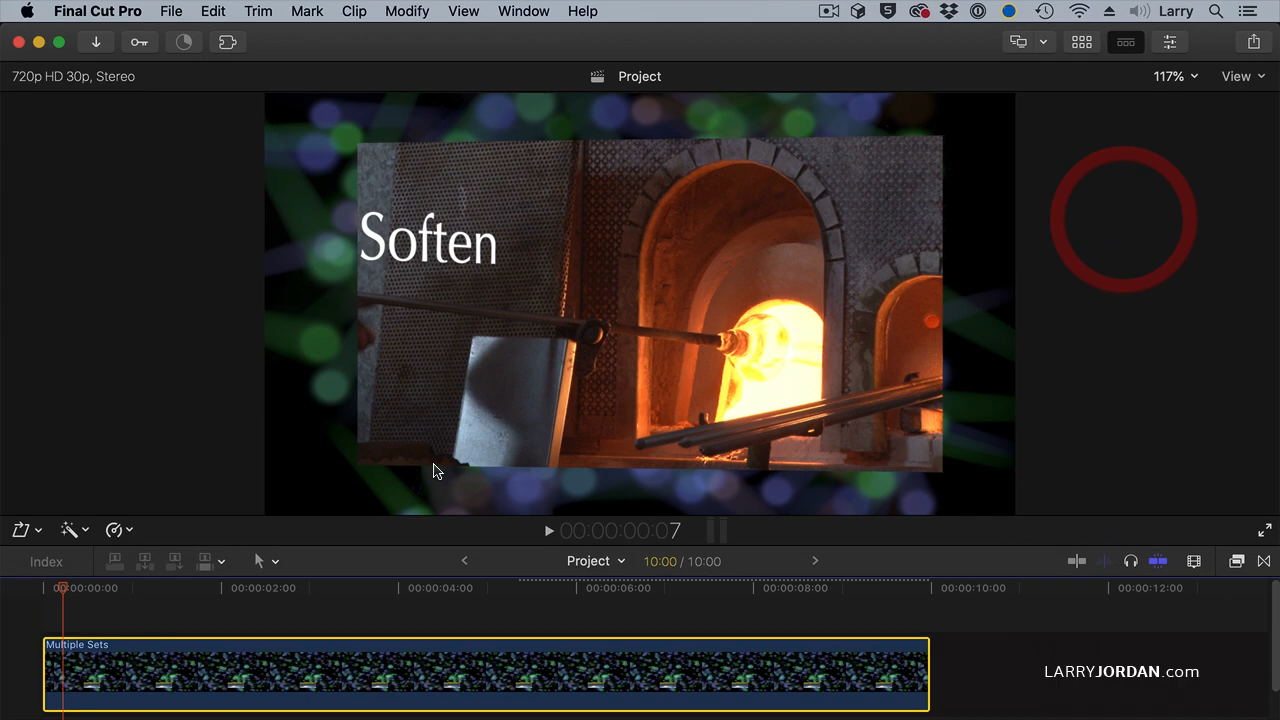 Final Cut Pro File Edit Trim Mark Clip Modify View Window Help Larry
720p HD 30p, Stereo Project 117% View
Soften
00:00:00:07
Index Project 10:00 / 10:00
00:00:00:00 00:00:02:00 00:00:04:00 00:00:06:00 00:00:08:00 00:00:10:00 00:00:12:00
Multiple Sets
LARRYJORDAN.com